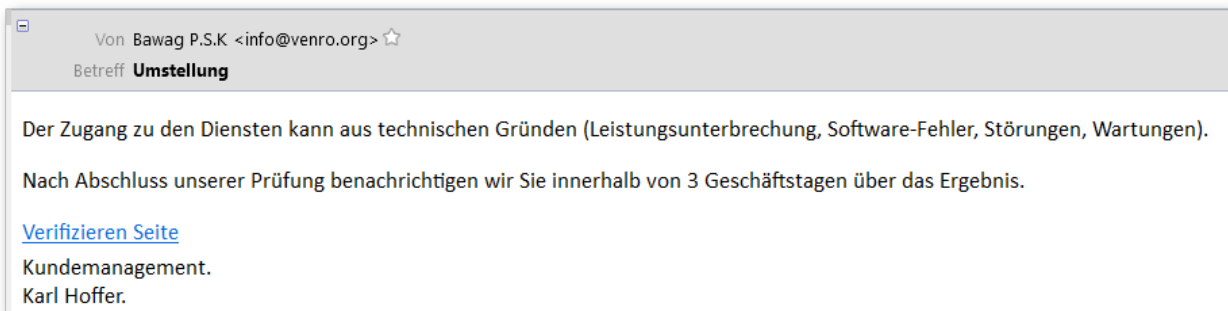 Von Bawag P.S.K <info@venro.org>
Betreff Umstellung
Der Zugang zu den Diensten kann aus technischen Gründen (Leistungsunterbrechung, Software-Fehler, Störungen, Wartungen).
Nach Abschluss unserer Prüfung benachrichtigen wir Sie innerhalb von 3 Geschäftstagen über das Ergebnis.
Verifizieren Seite
Kundemanagement.
Karl Hoffer.